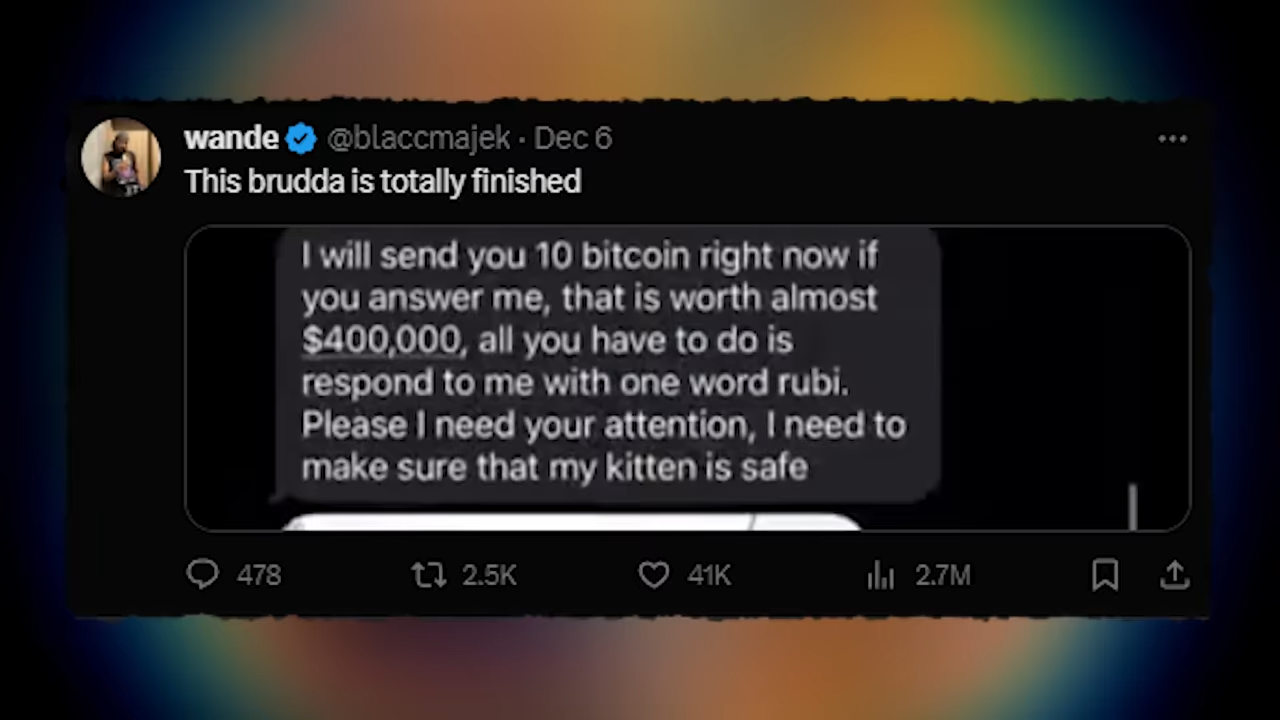 wande @blaccmajek · Dec 6
This brudda is totally finished
I will send you 10 bitcoin right now if
you answer me, that is worth almost
$400,000, all you have to do is
respond to me with one word rubi.
Please I need your attention, I need to
make sure that my kitten is safe
478 2.5K 41K 2.7M